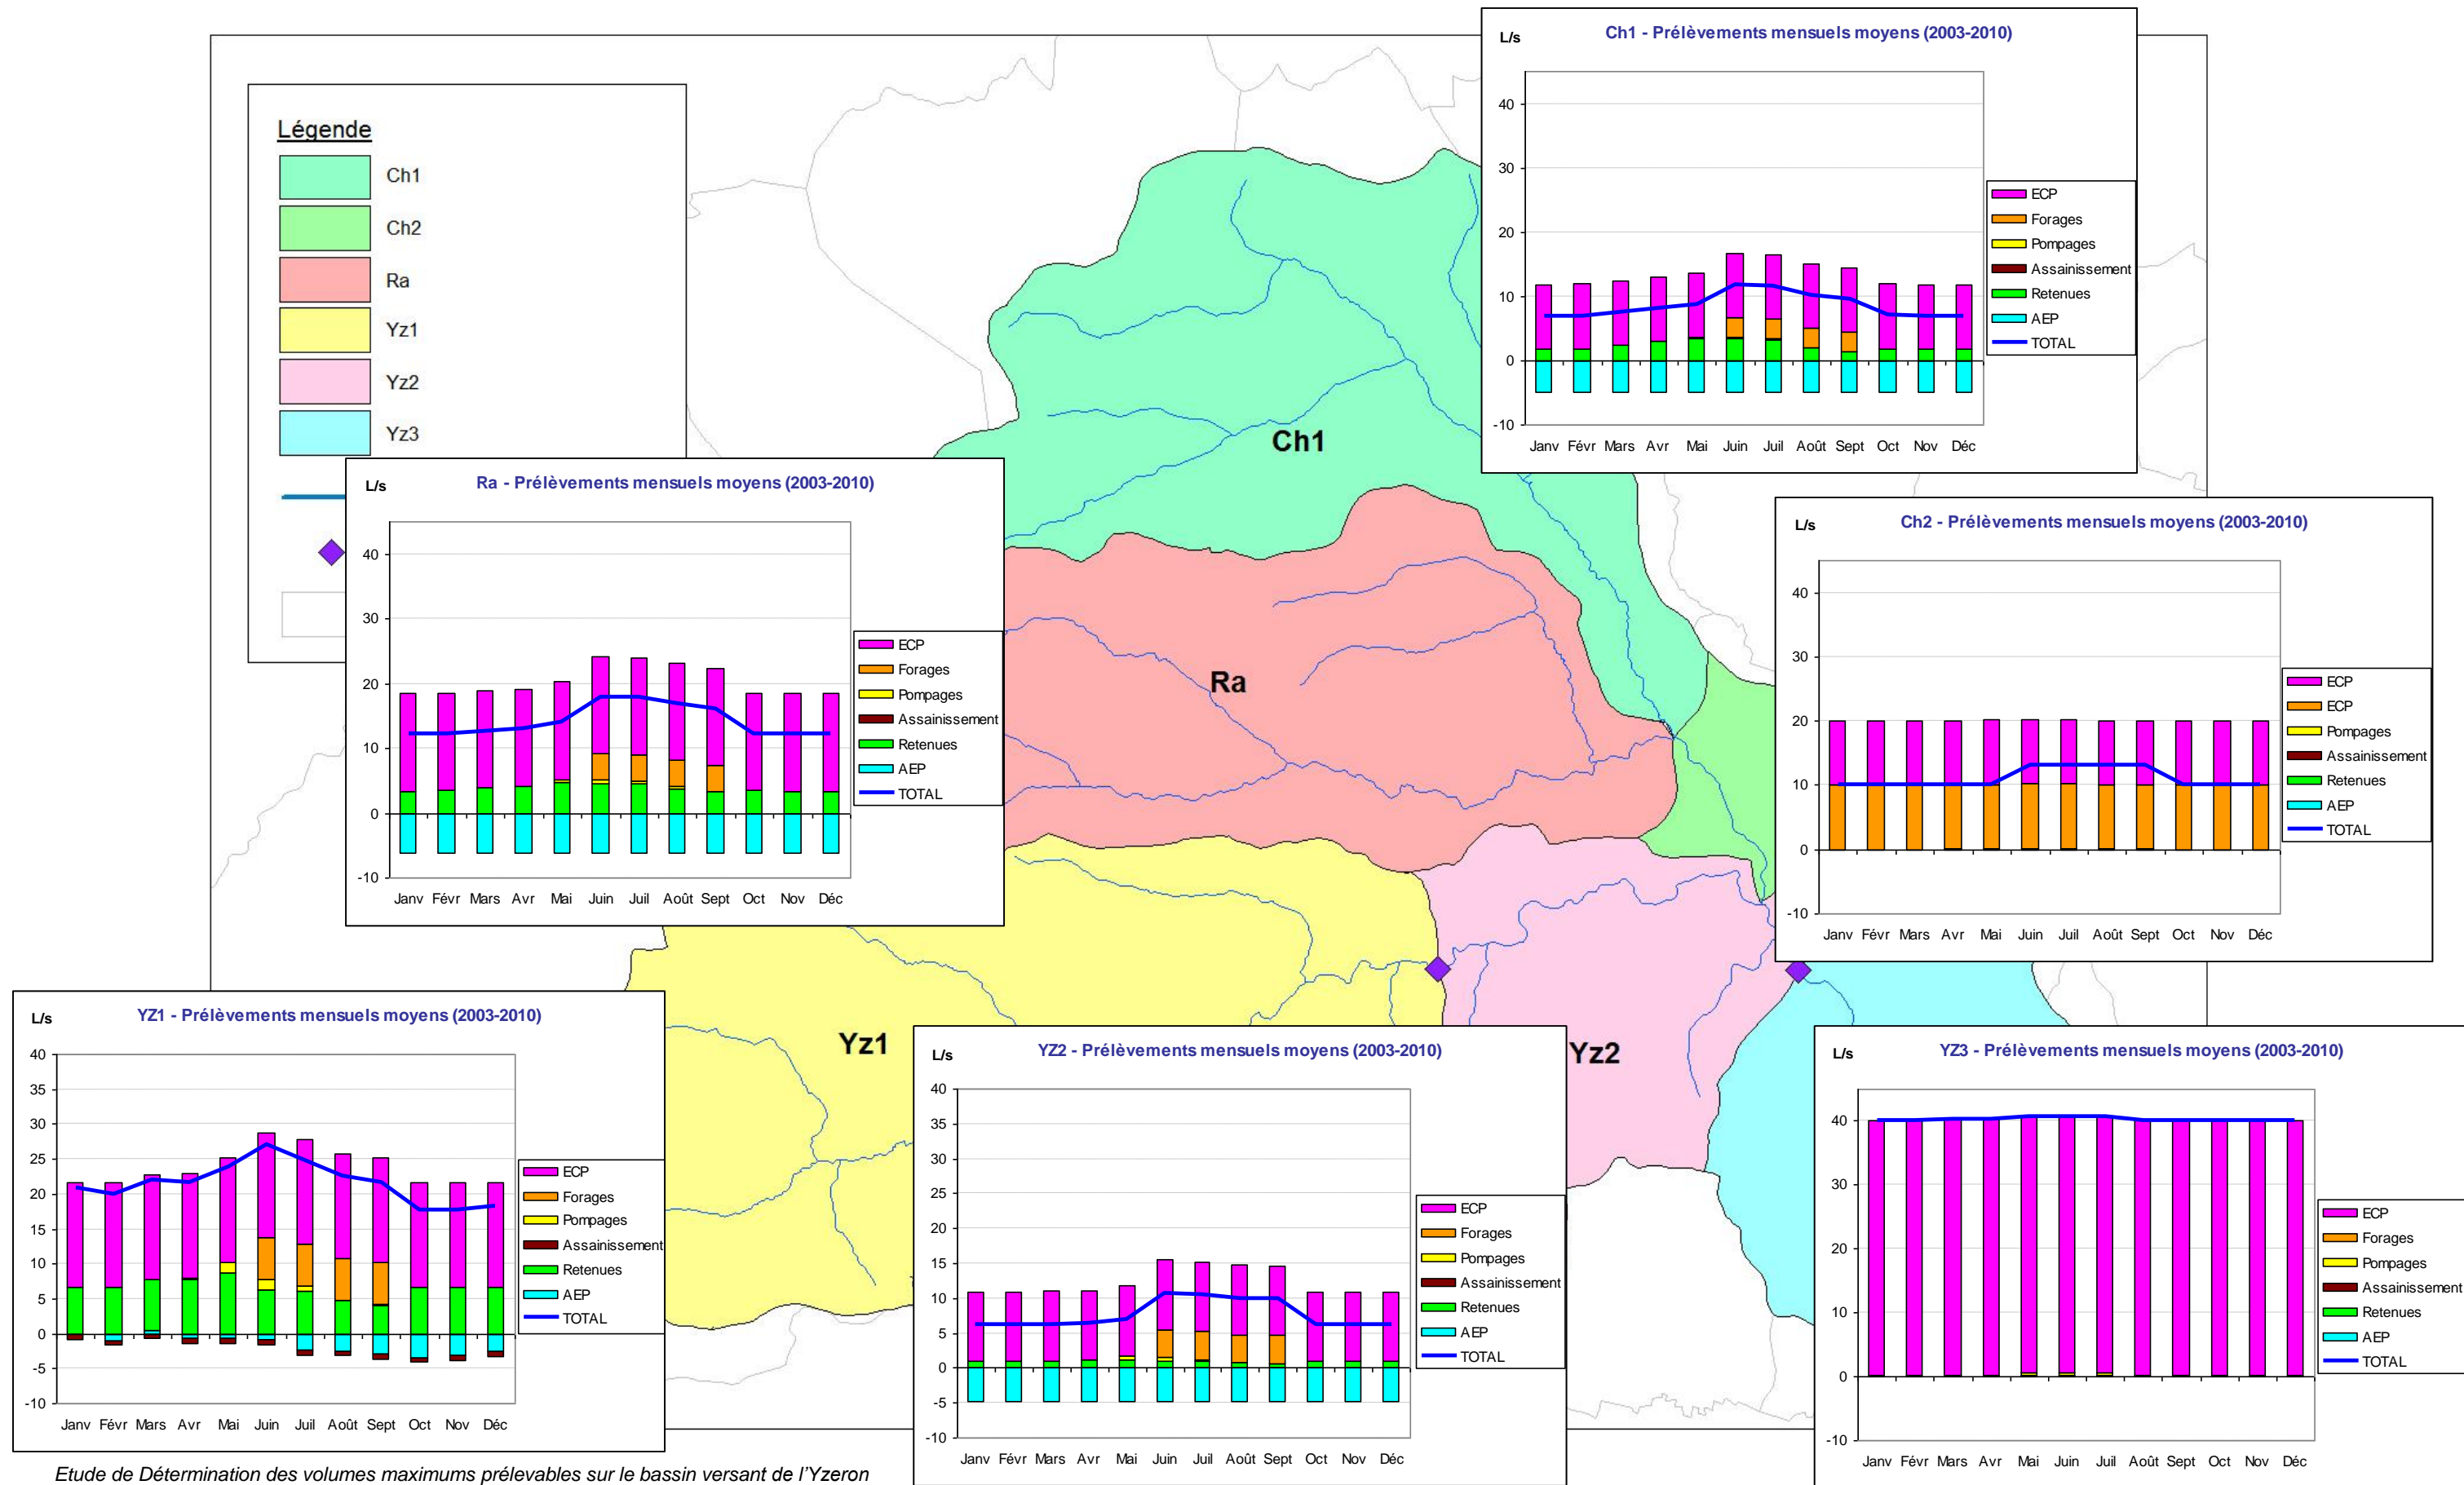 Légende
Ch1
Ch2
Ra
Yz1
Yz2
Yz3
Ch1
Ra
Yz1
Yz2
L/s
Ch1 - Prélèvements mensuels moyens (2003-2010)
40
30
20
10
0
-10
Janv Févr Mars Avr Mai Juin Juil Août Sept Oct Nov Déc
ECP
Forages
Pompages
Assainissement
Retenues
AEP
TOTAL
L/s
Ra - Prélèvements mensuels moyens (2003-2010)
40
30
20
10
0
-10
Janv Févr Mars Avr Mai Juin Juil Août Sept Oct Nov Déc
ECP
Forages
Pompages
Assainissement
Retenues
AEP
TOTAL
L/s
Ch2 - Prélèvements mensuels moyens (2003-2010)
40
30
20
10
0
-10
Janv Févr Mars Avr Mai Juin Juil Août Sept Oct Nov Déc
ECP
ECP
Pompages
Assainissement
Retenues
AEP
TOTAL
L/s
YZ1 - Prélèvements mensuels moyens (2003-2010)
40
35
30
25
20
15
10
5
0
-5
-10
Janv Févr Mars Avr Mai Juin Juil Août Sept Oct Nov Déc
ECP
Forages
Pompages
Assainissement
Retenues
AEP
TOTAL
L/s
YZ2 - Prélèvements mensuels moyens (2003-2010)
40
35
30
25
20
15
10
5
0
-5
-10
Janv Févr Mars Avr Mai Juin Juil Août Sept Oct Nov Déc
ECP
Forages
Pompages
Assainissement
Retenues
AEP
TOTAL
L/s
YZ3 - Prélèvements mensuels moyens (2003-2010)
40
30
20
10
0
-10
Janv Févr Mars Avr Mai Juin Juil Août Sept Oct Nov Déc
ECP
Forages
Pompages
Assainissement
Retenues
AEP
TOTAL
Etude de Détermination des volumes maximums prélevables sur le bassin versant de l'Yzeron